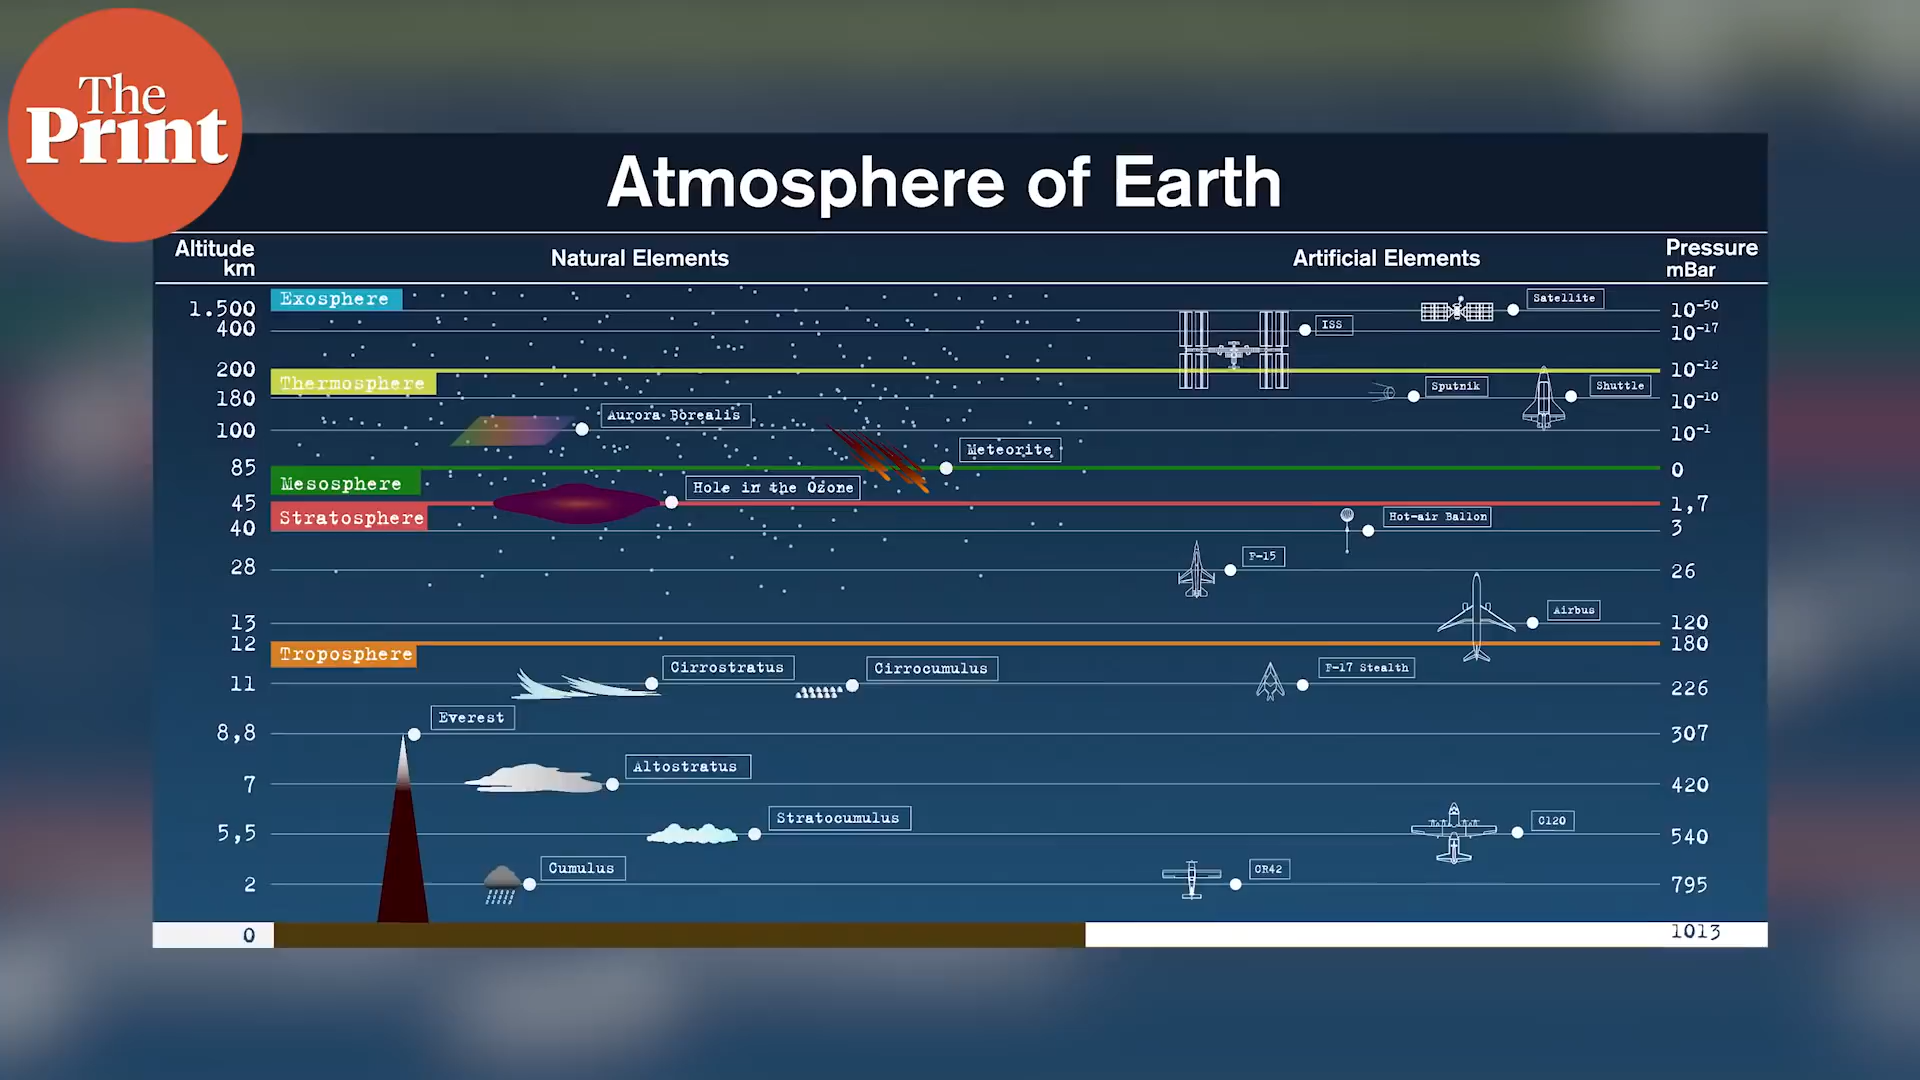 The
Print
Atmosphere of Earth
Altitude
km
Natural Elements
Artificial Elements
Pressure
mBar
Exosphere
Satellite
1.500
10⁻⁵⁰
ISS
400
10⁻¹⁷
200
10⁻¹²
Thermosphere
Sputnik
Shuttle
180
10⁻¹⁰
Aurora Borealis
100
10⁻¹
Meteorite
85
0
Mesosphere
Hole in the Ozone
45
1,7
Stratosphere
Hot-air Ballon
40
3
F-15
28
26
Airbus
13
120
12
180
Troposphere
Cirrostratus
Cirrocumulus
F-17 Stealth
11
226
Everest
8,8
307
Altostratus
7
420
Stratocumulus
C120
5,5
540
Cumulus
CR42
2
795
0
1013